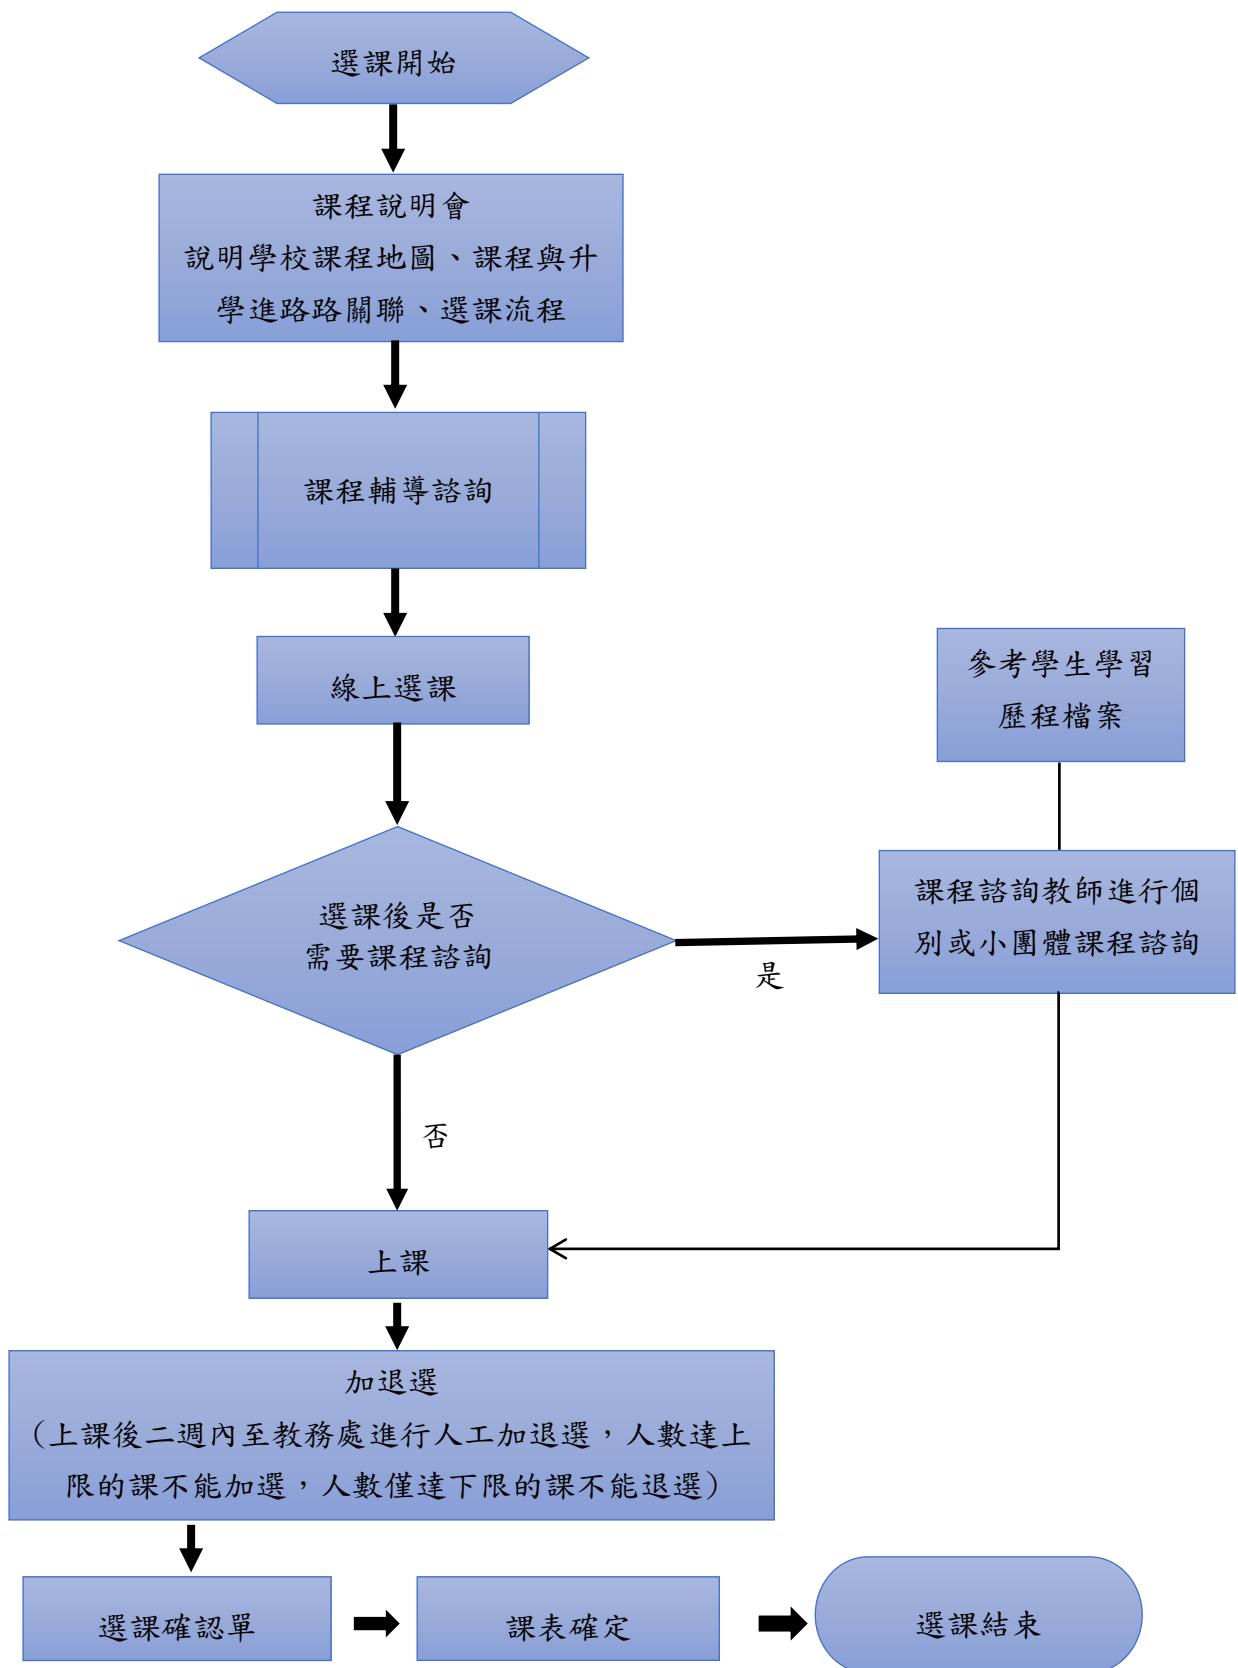 選課開始
課程說明會
說明學校課程地圖、課程與升
學進路路關聯、選課流程
課程輔導諮詢
線上選課
參考學生學習
歷程檔案
選課後是否
需要課程諮詢
是
課程諮詢教師進行個
別或小團體課程諮詢
否
上課
加退選
（上課後二週內至教務處進行人工加退選，人數達上
限的課不能加選，人數僅達下限的課不能退選）
選課確認單
課表確定
選課結束